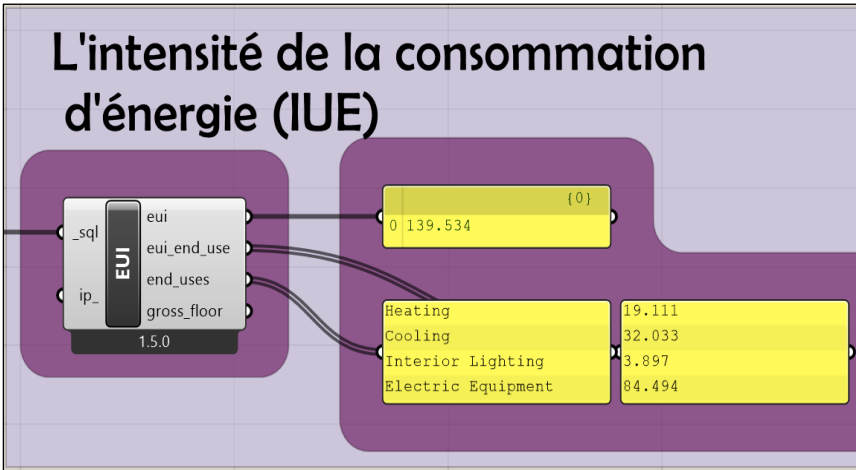 L'intensité de la consommation
d'énergie (IUE)
_sql
ip_
EUI
eui
eui_end_use
end_uses
gross_floor
1.5.0
{0}
0 139.534
Heating 19.111
Cooling 32.033
Interior Lighting 3.897
Electric Equipment 84.494